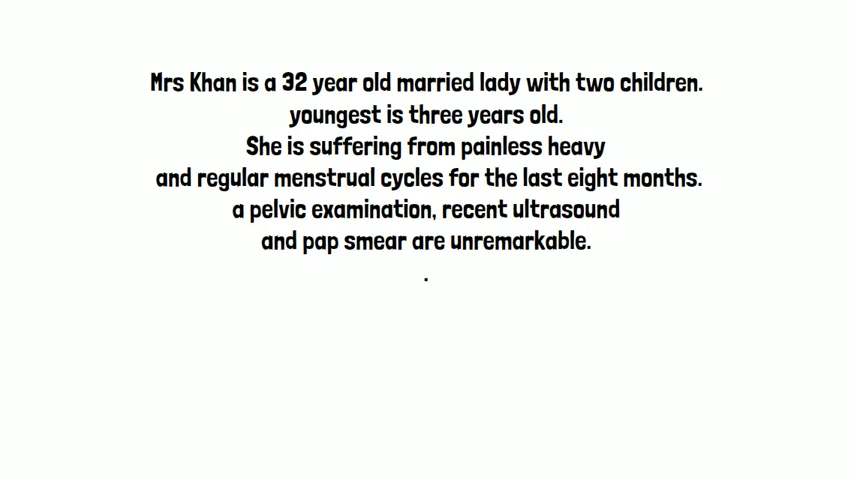 Mrs Khan is a 32 year old married lady with two children.
youngest is three years old.
She is suffering from painless heavy
and regular menstrual cycles for the last eight months.
a pelvic examination, recent ultrasound
and pap smear are unremarkable.
.